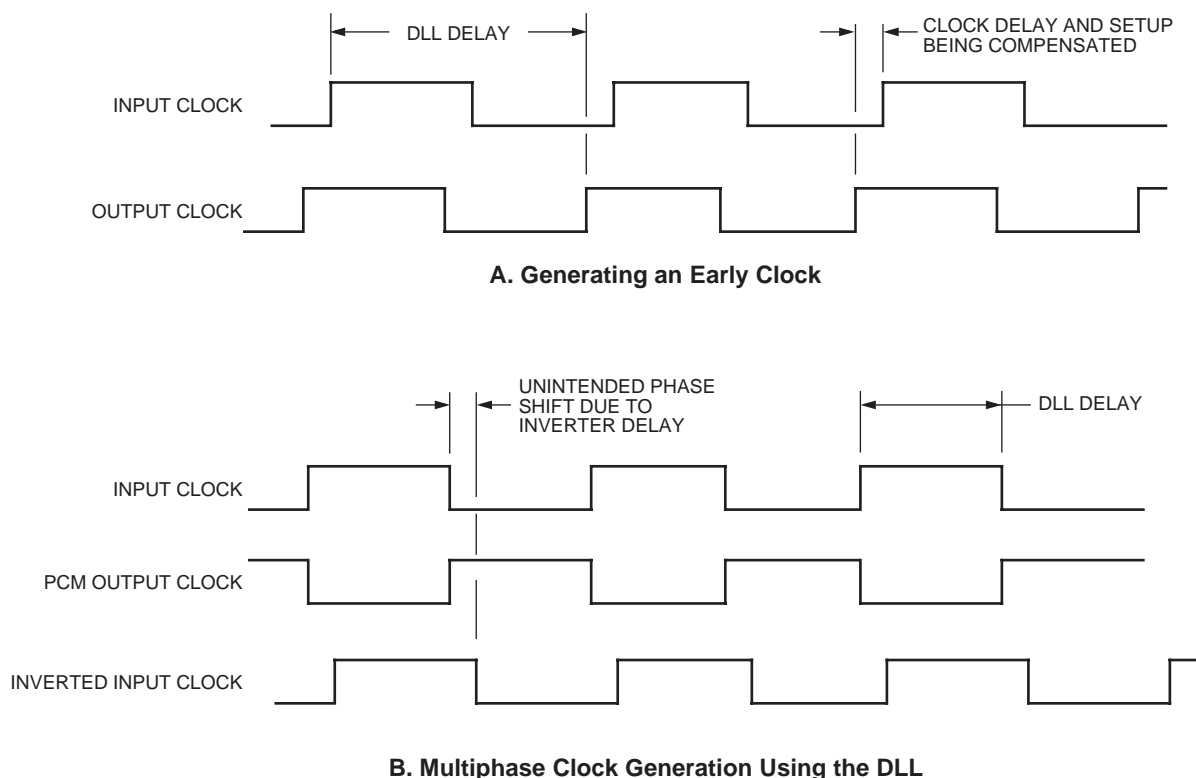 DLL DELAY
CLOCK DELAY AND SETUP
BEING COMPENSATED
INPUT CLOCK
OUTPUT CLOCK
A. Generating an Early Clock
UNINTENDED PHASE
SHIFT DUE TO
INVERTER DELAY
DLL DELAY
INPUT CLOCK
PCM OUTPUT CLOCK
INVERTED INPUT CLOCK
B. Multiphase Clock Generation Using the DLL